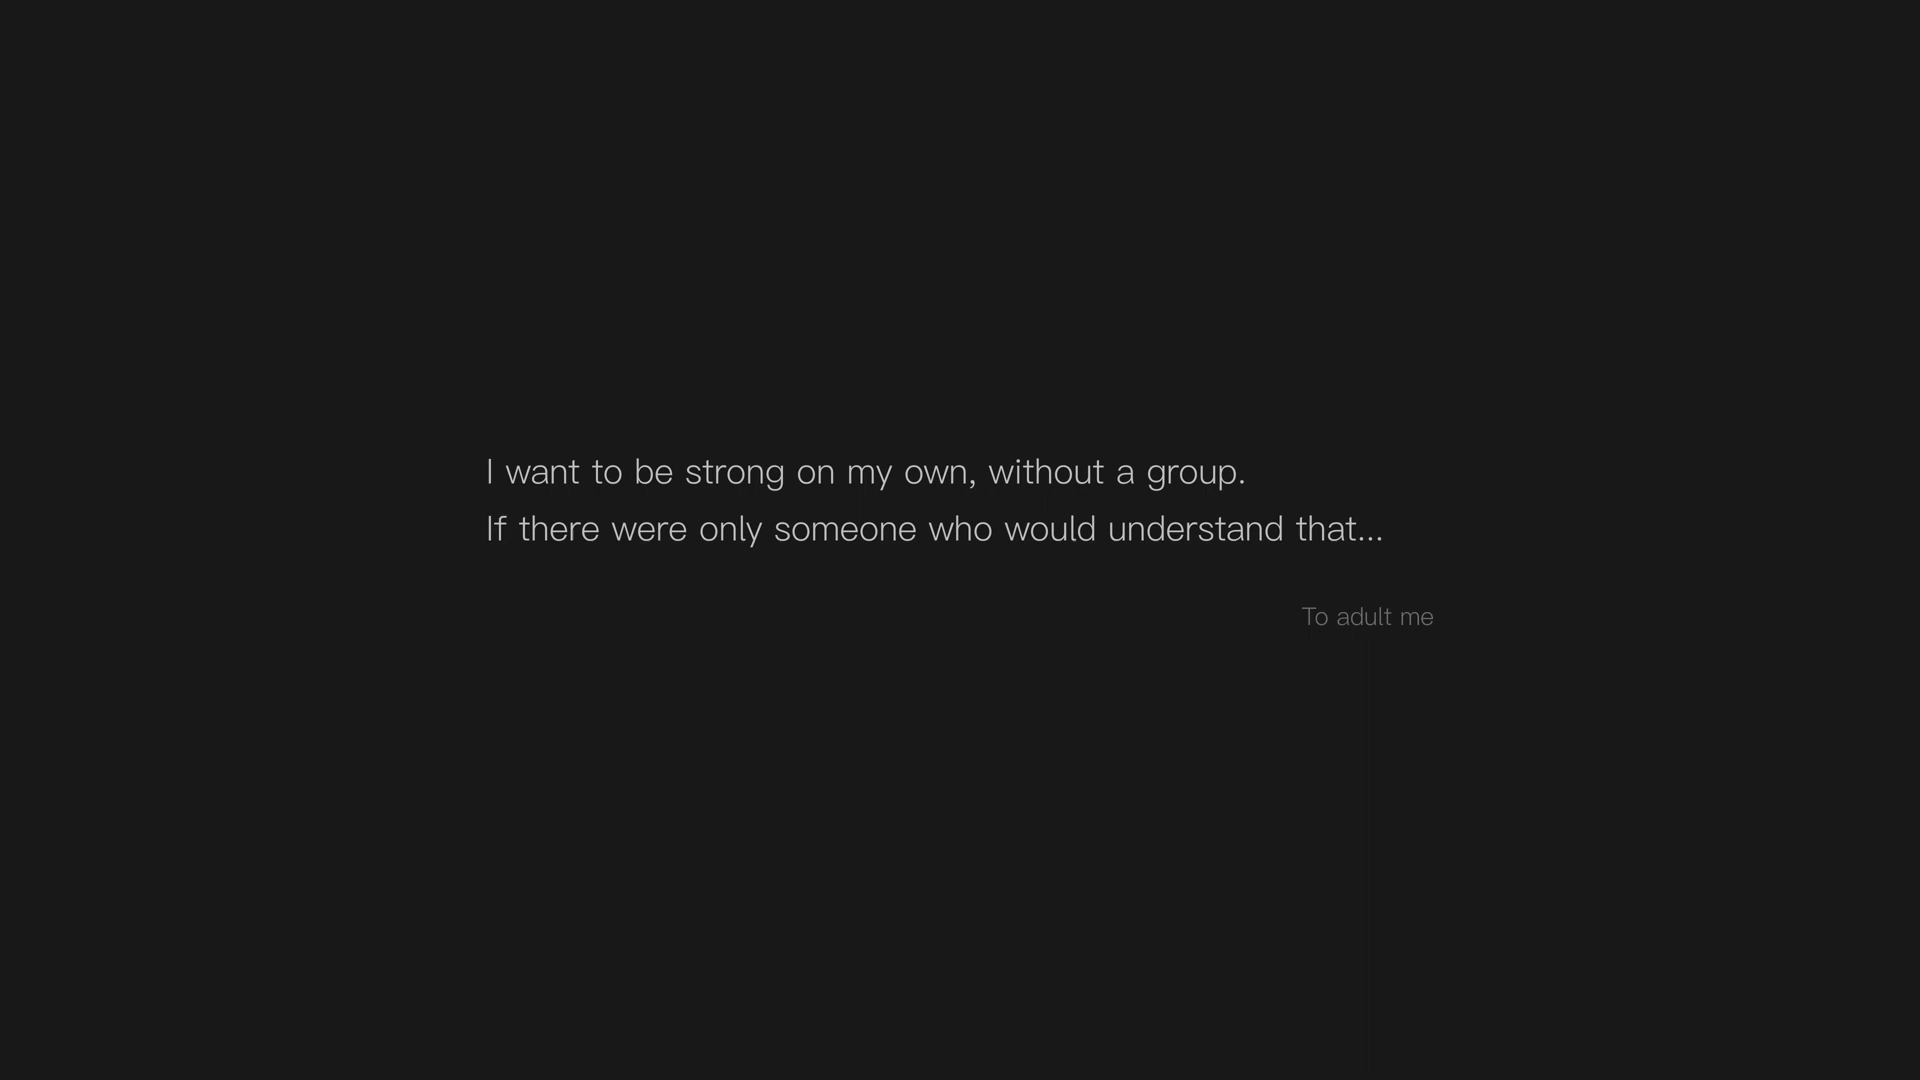 I want to be strong on my own, without a group.
If there were only someone who would understand that...
To adult me